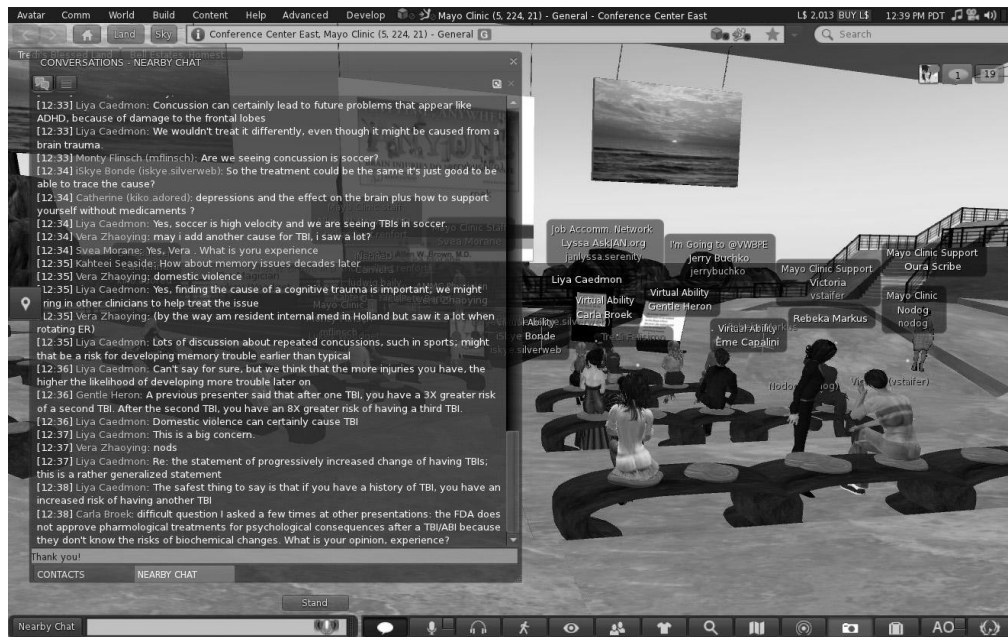 Avatar Comm World Build Content Help Advanced Develop Mayo Clinic (5, 224, 21) - General - Conference Center East L$ 2,013 BUY L$ 12:39 PM PDT
Land Sky Conference Center East, Mayo Clinic (5, 224, 21) - General G Search
CONVERSATIONS - NEARBY CHAT
1 19
[12:33] Liya Caedmon: Concussion can certainly lead to future problems that appear like
ADHD, because of damage to the frontal lobes
[12:33] Liya Caedmon: We wouldn't treat it differently, even though it might be caused from a
brain trauma.
[12:33] Monty Flinsch (mflinsch): Are we seeing concussion is soccer?
[12:34] iSkye Bonde (iskye.silverweb): So the treatment could be the same it's just good to be
able to trace the cause?
[12:34] Catherine (kiko.adored): depressions and the effect on the brain plus how to support
yourself without medicaments ?
[12:34] Liya Caedmon: Yes, soccer is high velocity and we are seeing TBIs in soccer.
[12:34] Vera Zhaoying: may i add another cause for TBI, i saw a lot?
[12:34] Svea Morane: Yes, Vera . What is yoru experience
[12:35] Kahteei Seaside: How about memory issues decades later
[12:35] Vera Zhaoying: domestic violence
[12:35] Liya Caedmon: Yes, finding the cause of a cognitive trauma is important; we might
ring in other clinicians to help treat the issue
[12:35] Vera Zhaoying: (by the way am resident internal med in Holland but saw it a lot when
rotating ER)
[12:35] Liya Caedmon: Lots of discussion about repeated concussions, such in sports; might
that be a risk for developing memory trouble earlier than typical
[12:36] Liya Caedmon: Can't say for sure, but we think that the more injuries you have, the
higher the likelihood of developing more trouble later on
[12:36] Gentle Heron: A previous presenter said that after one TBI, you have a 3X greater risk
of a second TBI. After the second TBI, you have an 8X greater risk of having a third TBI.
[12:36] Liya Caedmon: Domestic violence can certainly cause TBI
[12:37] Liya Caedmon: This is a big concern.
[12:37] Vera Zhaoying: nods
[12:37] Liya Caedmon: Re: the statement of progressively increased change of having TBIs;
this is a rather generalized statement
[12:38] Liya Caedmon: The safest thing to say is that if you have a history of TBI, you have an
increased risk of having another TBI
[12:38] Carla Broek: difficult question I asked a few times at other presentations: the FDA does
not approve pharmological treatments for psychological consequences after a TBI/ABI because
they don't know the risks of biochemical changes. What is your opinion, experience?
Thank you!
CONTACTS NEARBY CHAT
Job Accomm. Network
Lyssa AskJAN.org
janlyssa.serenity
I'm Going to @VWBPE
Jerry Buchko
jerrybuchko
Mayo Clinic Support
Oura Scribe
Mayo Clinic Support
Victoria
vstaifer
Liya Caedmon
Virtual Ability
Carla Broek
Virtual Ability
Gentle Heron
Mayo Clinic
Nodog
nodog
Rebeka Markus
Virtual Ability
Ème Capalini
Stand
Nearby Chat
AO